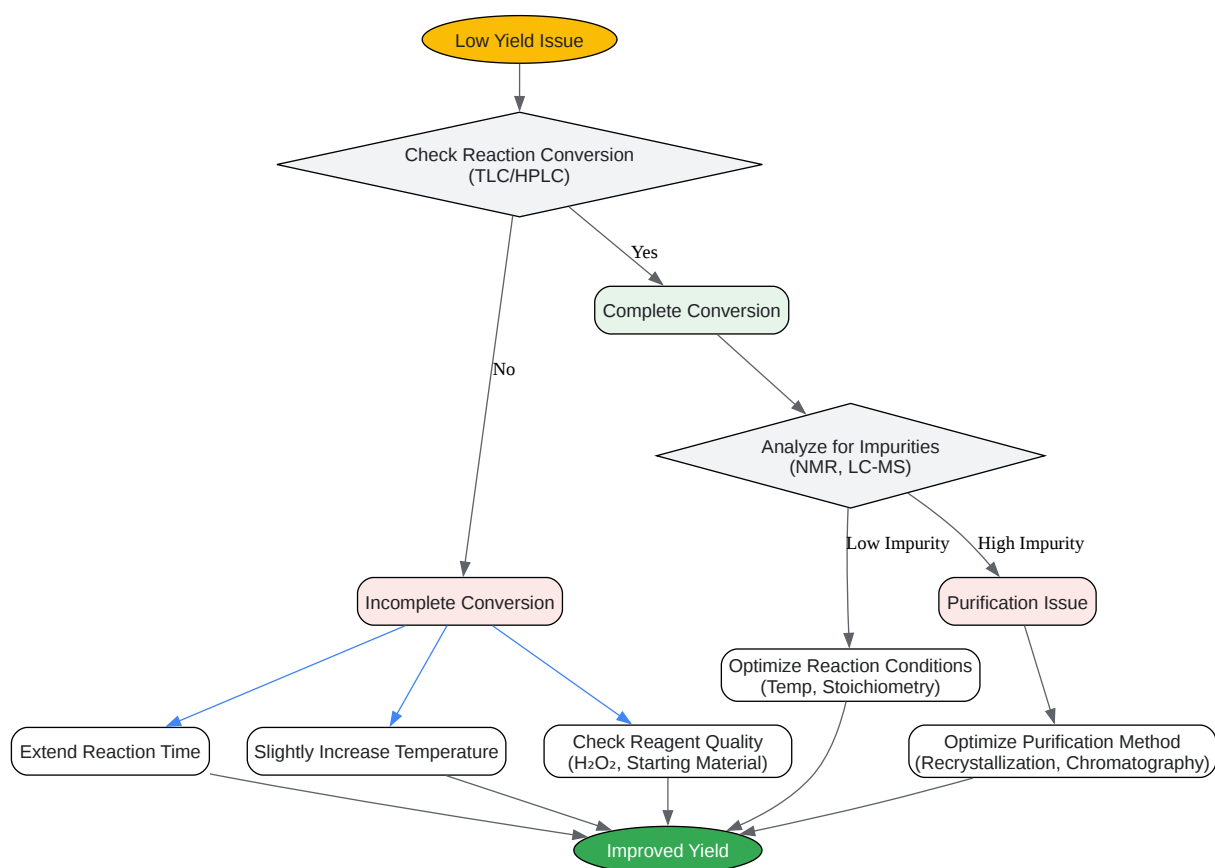 Low Yield Issue
Check Reaction Conversion
(TLC/HPLC)
Yes
Complete Conversion
No
Analyze for Impurities
(NMR, LC-MS)
Low Impurity
High Impurity
Incomplete Conversion
Purification Issue
Optimize Reaction Conditions
(Temp, Stoichiometry)
Extend Reaction Time
Slightly Increase Temperature
Check Reagent Quality
(H₂O₂, Starting Material)
Optimize Purification Method
(Recrystallization, Chromatography)
Improved Yield